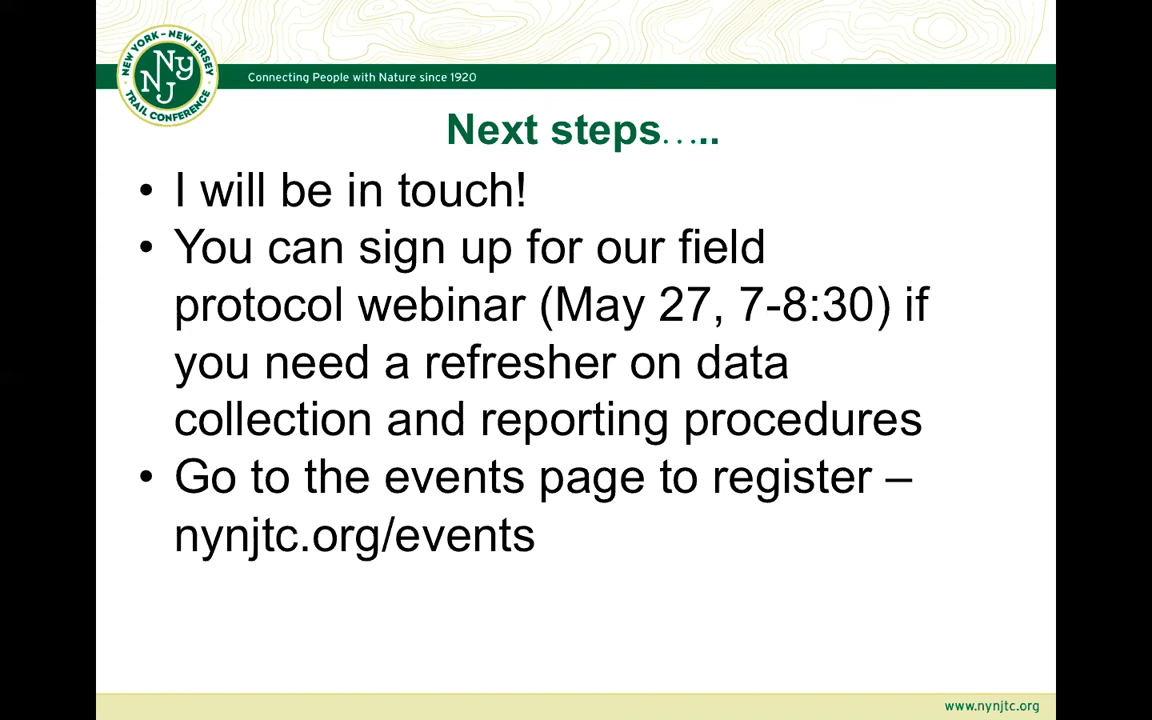 NEW YORK - NEW JERSEY
NY
NJ
TRAIL CONFERENCE
Connecting People with Nature since 1920
Next steps…..
• I will be in touch!
• You can sign up for our field
protocol webinar (May 27, 7-8:30) if
you need a refresher on data
collection and reporting procedures
• Go to the events page to register –
nynjtc.org/events
www.nynjtc.org